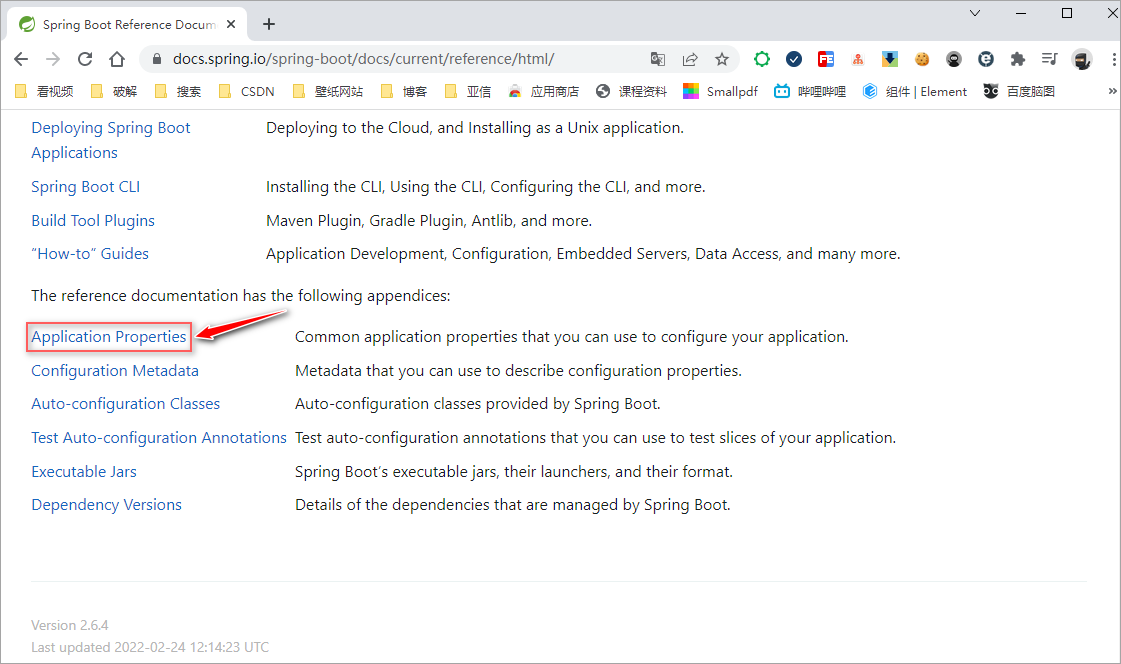 Spring Boot Reference Docum
docs.spring.io/spring-boot/docs/current/reference/html/
看视频 破解 搜索 CSDN 壁纸网站 博客 亚信 应用商店 课程资料 Smallpdf 哔哩哔哩 组件 | Element 百度脑图 »
Deploying Spring Boot Applications Deploying to the Cloud, and Installing as a Unix application.
Spring Boot CLI Installing the CLI, Using the CLI, Configuring the CLI, and more.
Build Tool Plugins Maven Plugin, Gradle Plugin, Antlib, and more.
“How-to” Guides Application Development, Configuration, Embedded Servers, Data Access, and many more.
The reference documentation has the following appendices:
Application Properties Common application properties that you can use to configure your application.
Configuration Metadata Metadata that you can use to describe configuration properties.
Auto-configuration Classes Auto-configuration classes provided by Spring Boot.
Test Auto-configuration Annotations Test auto-configuration annotations that you can use to test slices of your application.
Executable Jars Spring Boot’s executable jars, their launchers, and their format.
Dependency Versions Details of the dependencies that are managed by Spring Boot.
Version 2.6.4
Last updated 2022-02-24 12:14:23 UTC